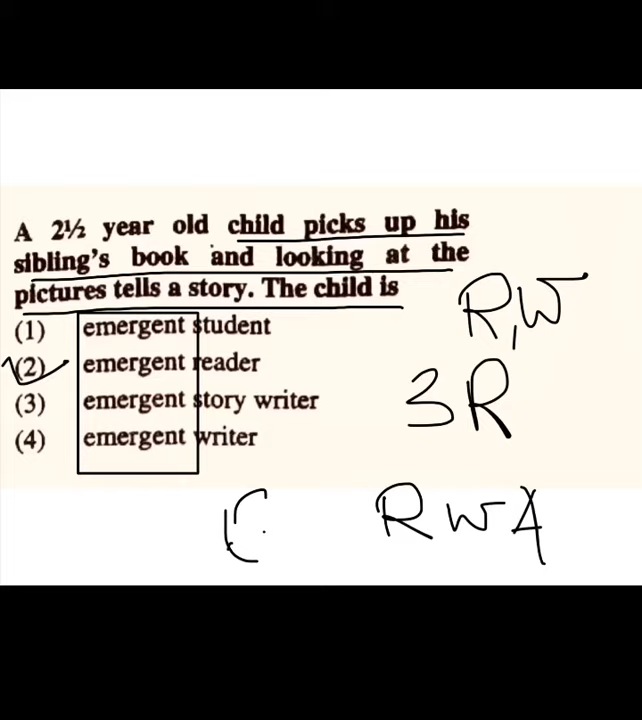 A 2½ year old child picks up his
sibling's book and looking at the
pictures tells a story. The child is
(1) emergent student
(2) emergent reader
(3) emergent story writer
(4) emergent writer
R, W
3R
R W A